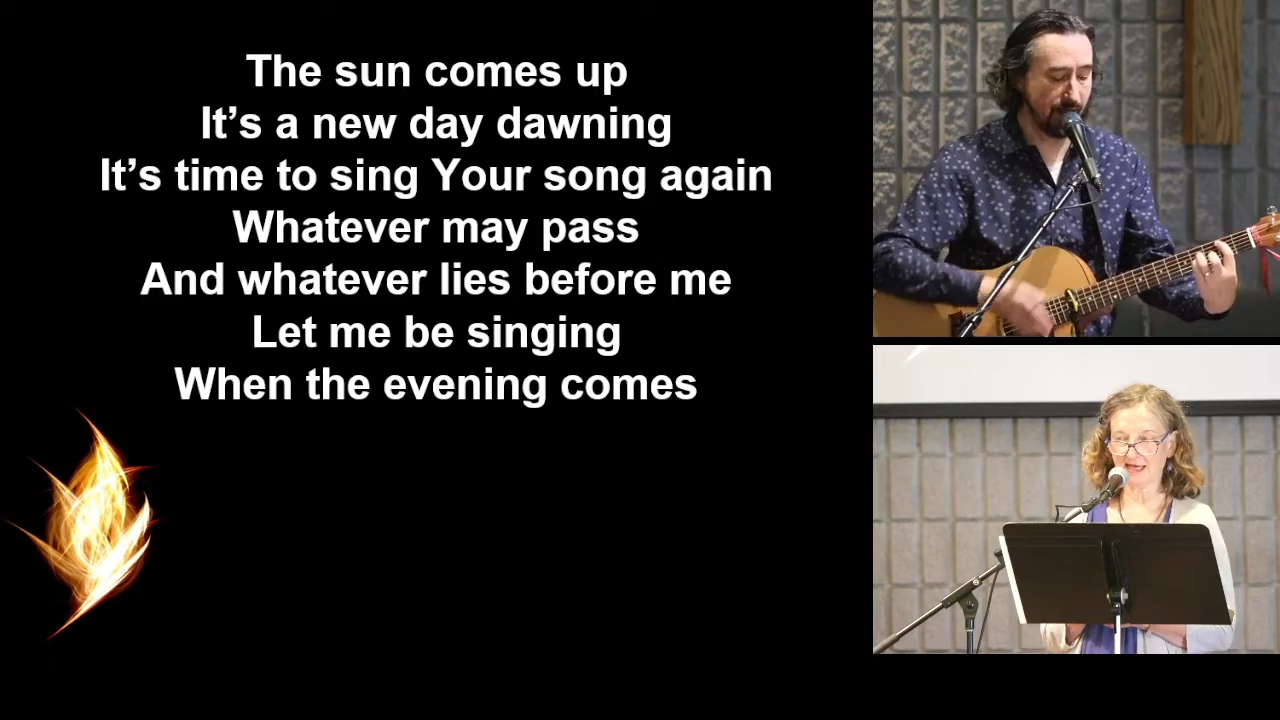 The sun comes up
It’s a new day dawning
It’s time to sing Your song again
Whatever may pass
And whatever lies before me
Let me be singing
When the evening comes